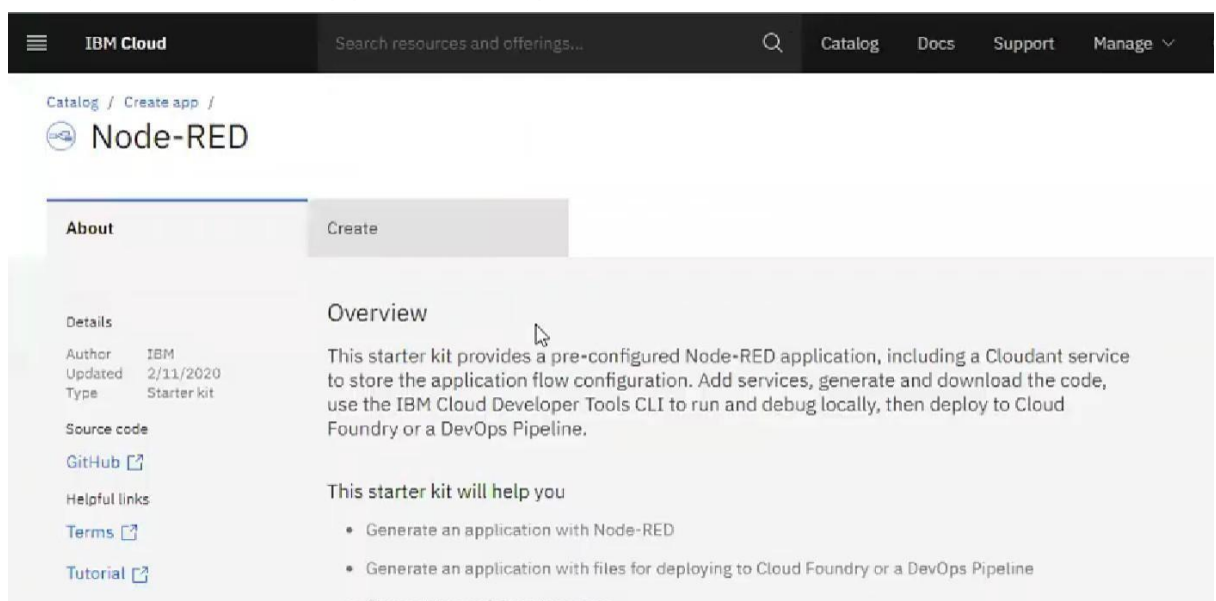 IBM Cloud
Search resources and offerings...
Catalog
Docs
Support
Manage
Catalog / Create app /
Node-RED
About
Create
Details
Author IBM
Updated 2/11/2020
Type Starter kit
Source code
GitHub
Helpful links
Terms
Tutorial
Overview
This starter kit provides a pre-configured Node-RED application, including a Cloudant service
to store the application flow configuration. Add services, generate and download the code,
use the IBM Cloud Developer Tools CLI to run and debug locally, then deploy to Cloud
Foundry or a DevOps Pipeline.
This starter kit will help you
• Generate an application with Node-RED
• Generate an application with files for deploying to Cloud Foundry or a DevOps Pipeline